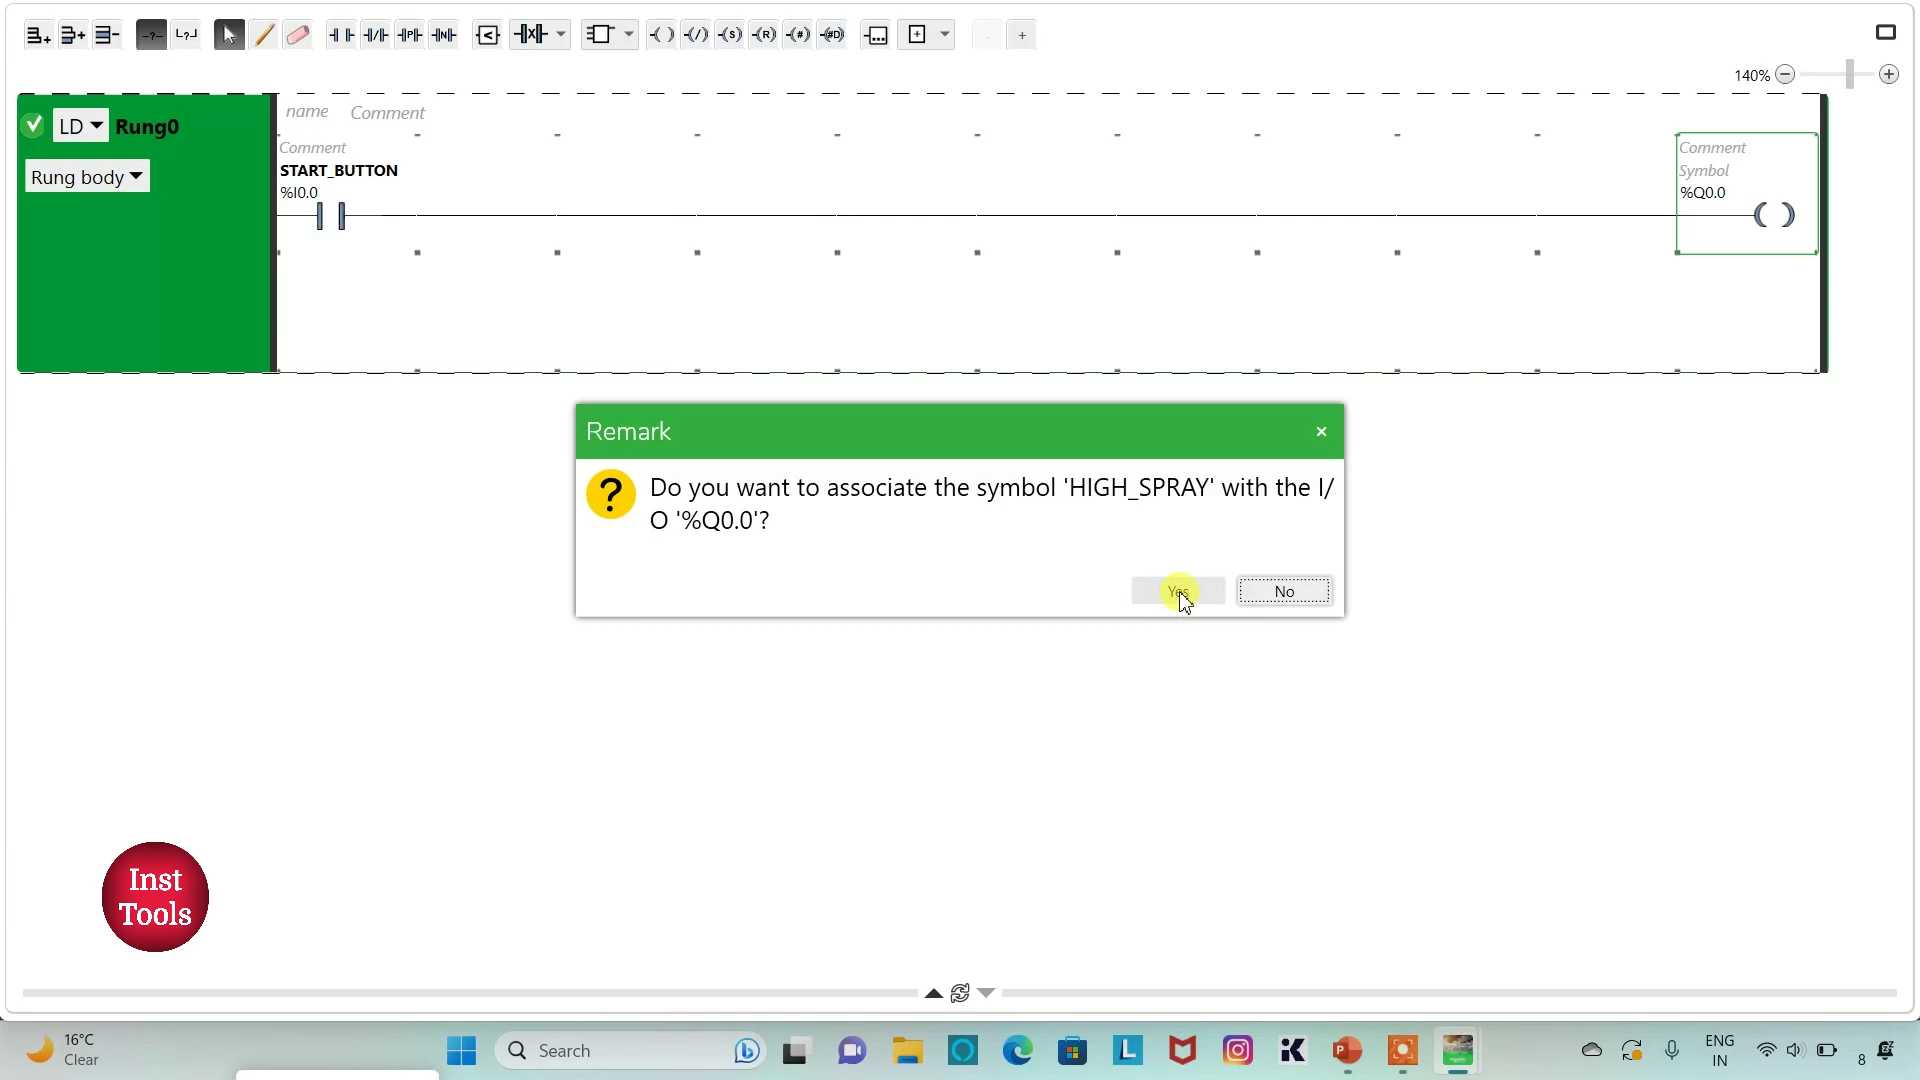 140%
LD
Rung0
name
Comment
Rung body
Comment
START_BUTTON
%I0.0
Comment
Symbol
%Q0.0
Remark
Do you want to associate the symbol 'HIGH_SPRAY' with the I/
O '%Q0.0'?
Yes
No
Inst
Tools
16°C
Clear
Search
ENG
IN
8